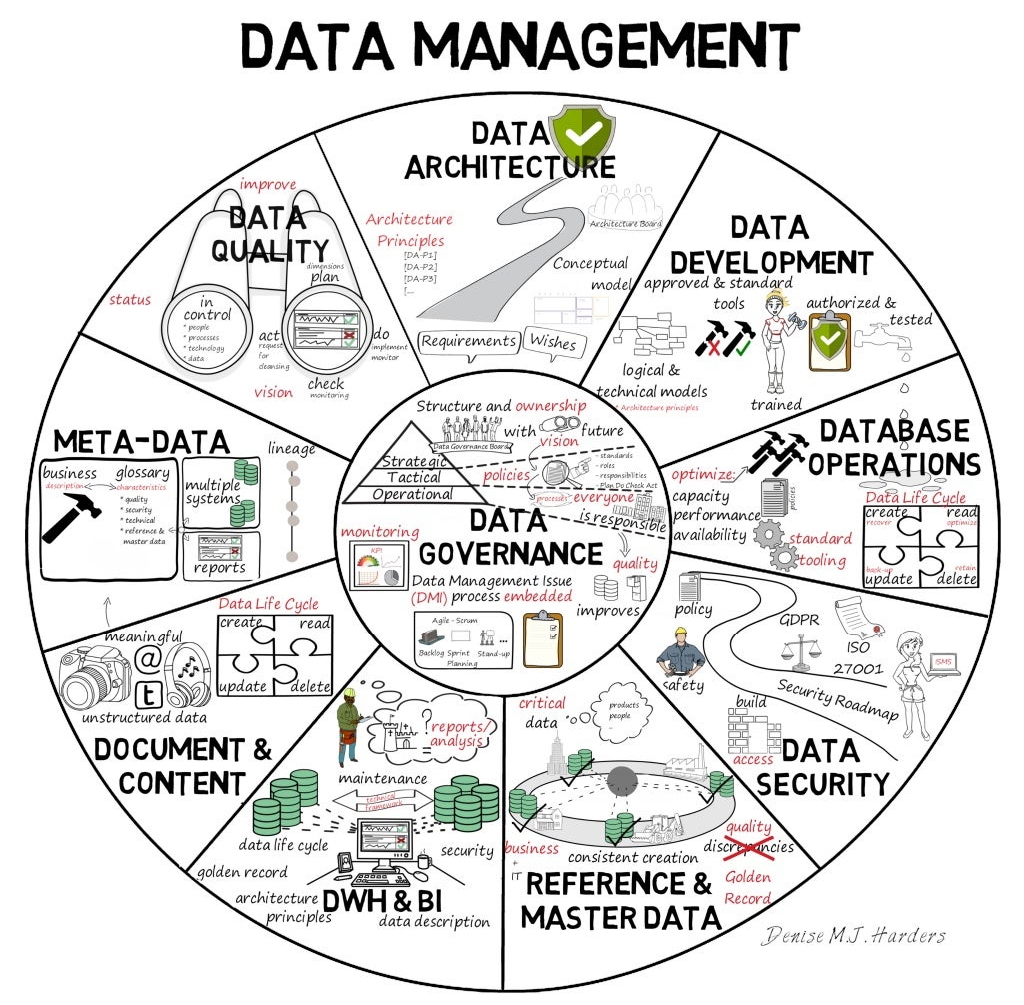 DATA MANAGEMENT
DATA
ARCHITECTURE
Architecture
Principles
[DA-P1]
[DA-P2]
[DA-P3]
[...
Architecture Board
Conceptual
model
Requirements
Wishes
DATA
DEVELOPMENT
approved & standard
tools
authorized &
tested
logical &
technical models
* Architecture principles
trained
DATABASE
OPERATIONS
optimize:
capacity
performance
availability
policies
standard
tooling
Data Life Cycle
create
recover
read
optimize
back-up
update
retain
delete
policy
GDPR
ISO
27001
ISMS
safety
Security Roadmap
build
access
DATA
SECURITY
critical
data
products
people
business
+
IT
consistent creation
quality
discrepancies
Golden
Record
REFERENCE &
MASTER DATA
reports/
analysis
?
maintenance
technical
framework
data life cycle
security
golden record
architecture
principles
DWH & BI
data description
meaningful
@
t
unstructured data
Data Life Cycle
create
read
update
delete
DOCUMENT &
CONTENT
META-DATA
business
glossary
description
characteristics
* quality
* security
* technical
* reference &
master data
multiple
systems
reports
lineage
improve
DATA
QUALITY
status
in
control
* people
* processes
* technology
* data
dimensions
plan
act
request
for
cleansing
do
implement
monitor
check
monitoring
vision
Structure and ownership
Data Governance Board
with
vision
future
Strategic
Tactical
Operational
policies
- standards
- roles
- responsibilities
- Plan Do Check Act
processes
everyone
is responsible
DATA
GOVERNANCE
monitoring
KPI
quality
improves
Data Management Issue
(DMI) process embedded
Agile - Scrum
Backlog Sprint Stand-up
Planning
...
Denise M.J. Harders